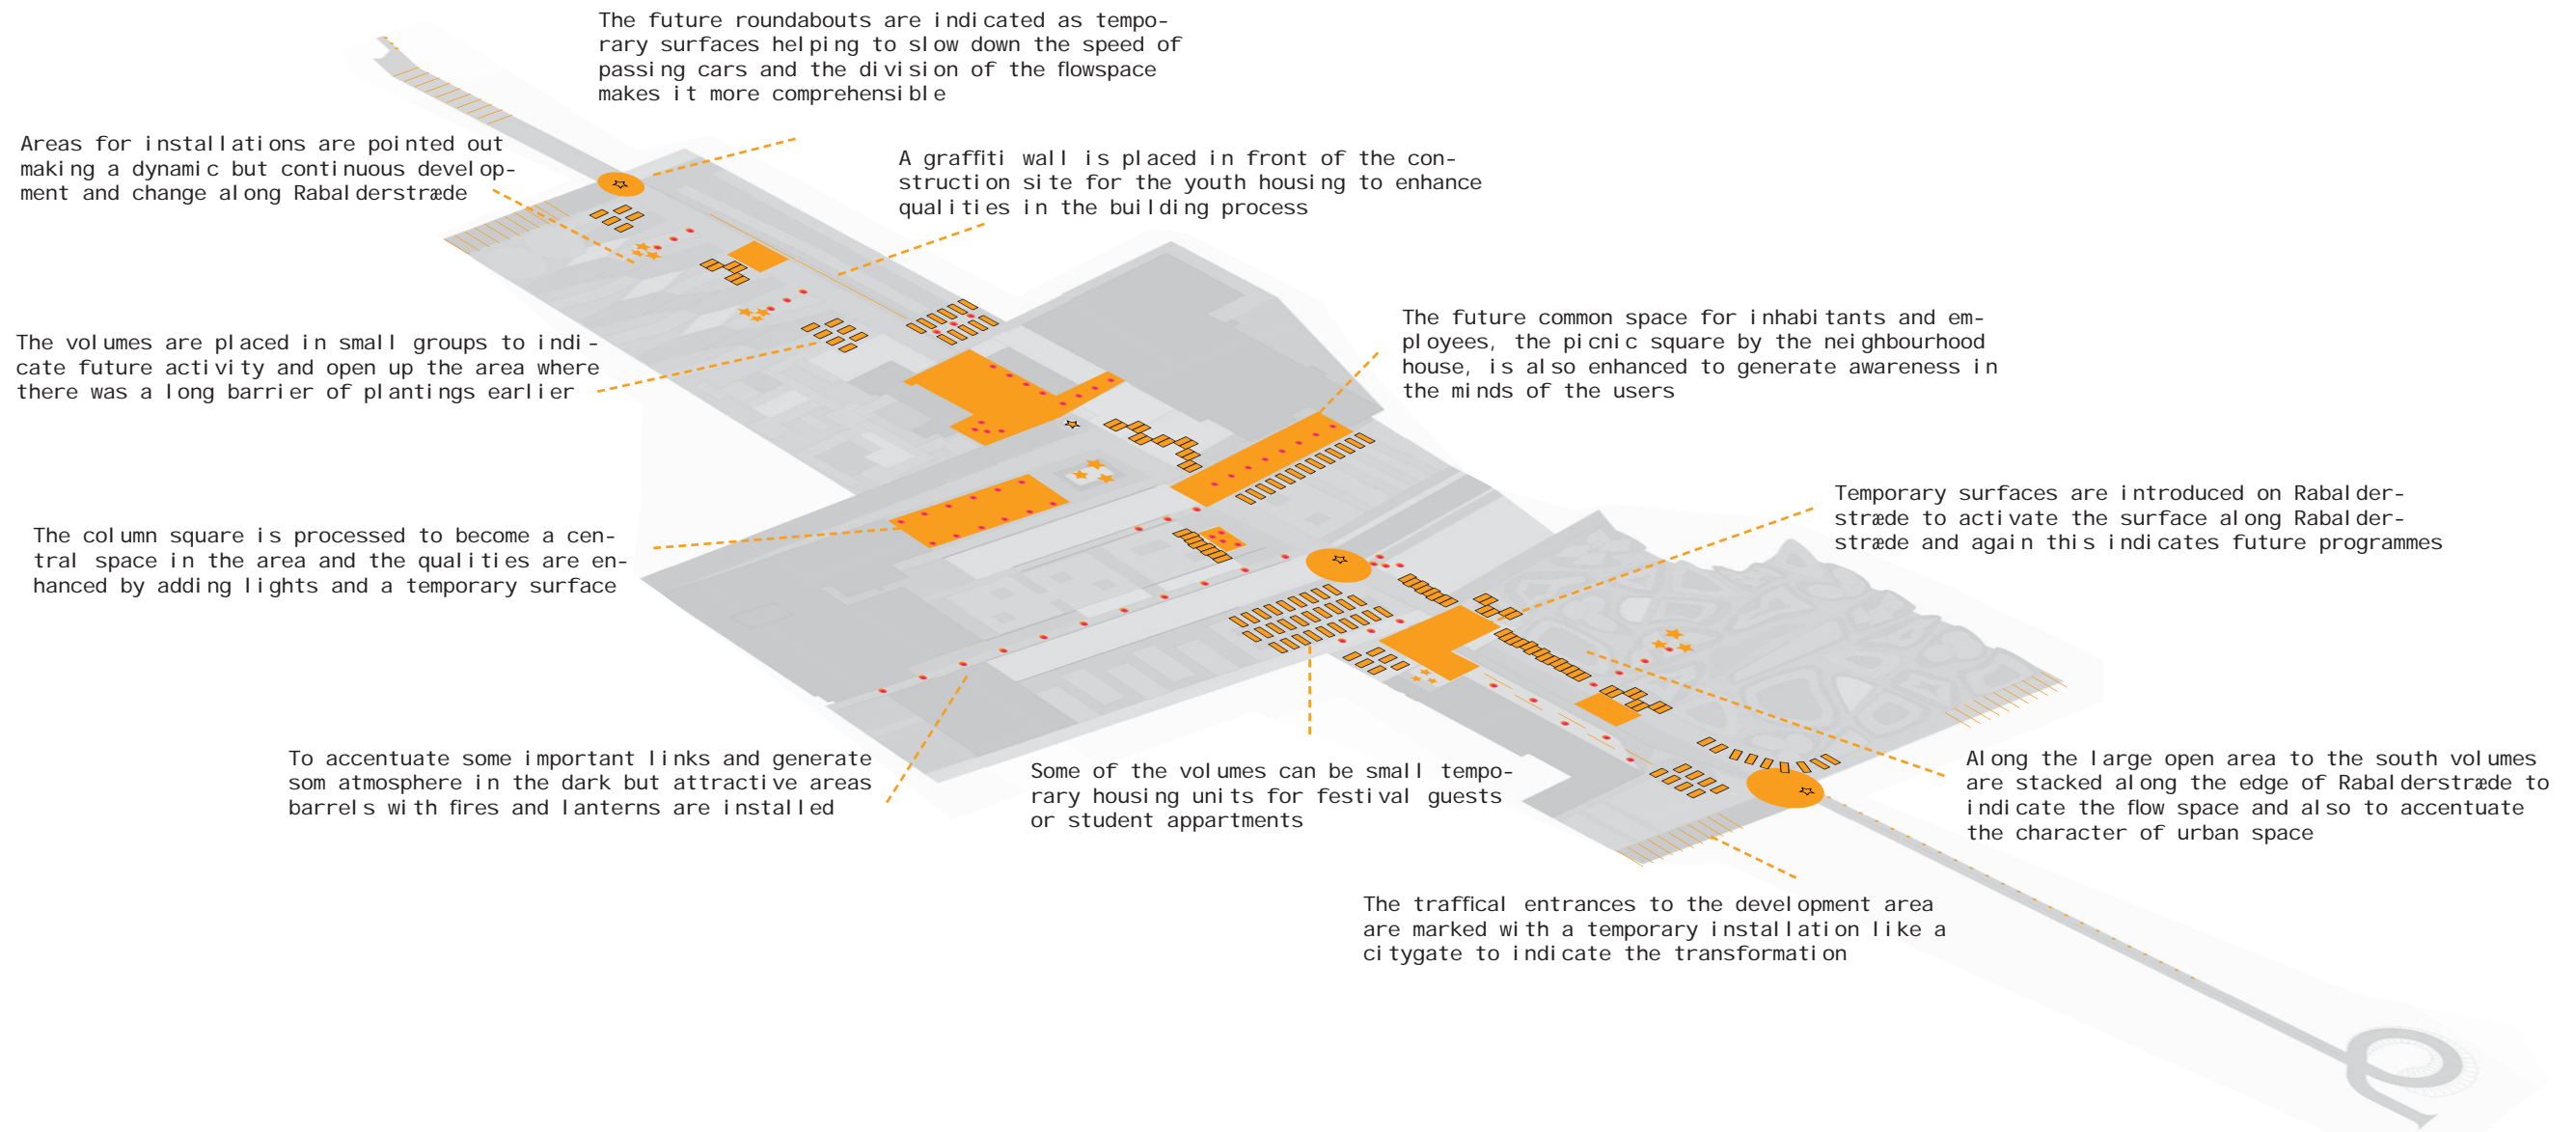 The future roundabouts are indicated as tempo-
rary surfaces helping to slow down the speed of
passing cars and the division of the flowspace
makes it more comprehensible
Areas for installations are pointed out
making a dynamic but continuous develop-
ment and change along Rabalderstræde
A graffiti wall is placed in front of the con-
struction site for the youth housing to enhance
qualities in the building process
The volumes are placed in small groups to indi-
cate future activity and open up the area where
there was a long barrier of plantings earlier
The future common space for inhabitants and em-
ployees, the picnic square by the neighbourhood
house, is also enhanced to generate awareness in
the minds of the users
The column square is processed to become a cen-
tral space in the area and the qualities are en-
hanced by adding lights and a temporary surface
Temporary surfaces are introduced on Rabalder-
stræde to activate the surface along Rabalder-
stræde and again this indicates future programmes
To accentuate some important links and generate
som atmosphere in the dark but attractive areas
barrels with fires and lanterns are installed
Some of the volumes can be small tempo-
rary housing units for festival guests
or student appartments
Along the large open area to the south volumes
are stacked along the edge of Rabalderstræde to
indicate the flow space and also to accentuate
the character of urban space
The traffical entrances to the development area
are marked with a temporary installation like a
citygate to indicate the transformation